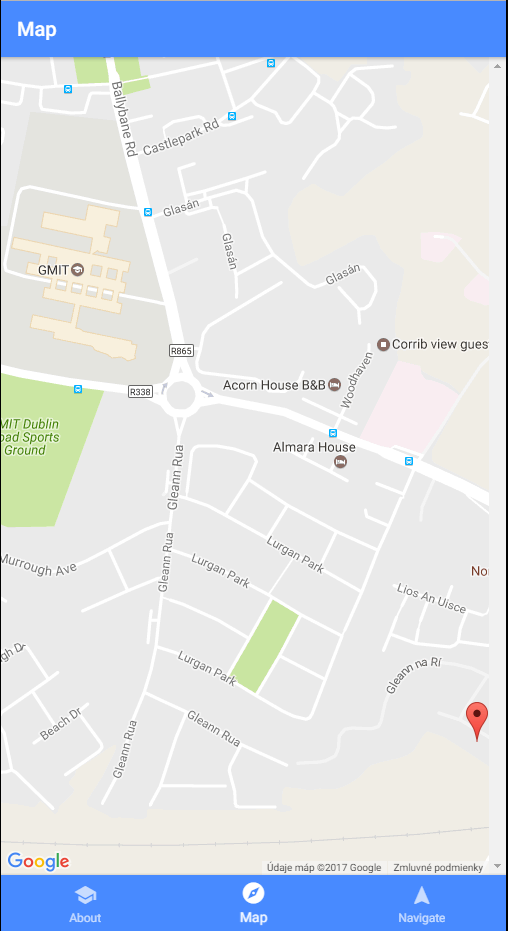 Map
Ballybane Rd
Castlepark Rd
Glasán
Glasán
Glasán
GMIT
R865
Corrib view gues
Acorn House B&B
R338
Woodhaven
MIT Dublin
oad Sports
Ground
Almara House
Gleann Rua
Lurgan Park
Murrough Ave
Gleann Rua
Lurgan Park
No
Lios An Uisce
gh Dr
Lurgan Park
Gleann na Rí
Beach Dr
Gleann Rua
Gleann Rua
Google
Údaje máp ©2017 Google
Zmluvné podmienky
About
Map
Navigate